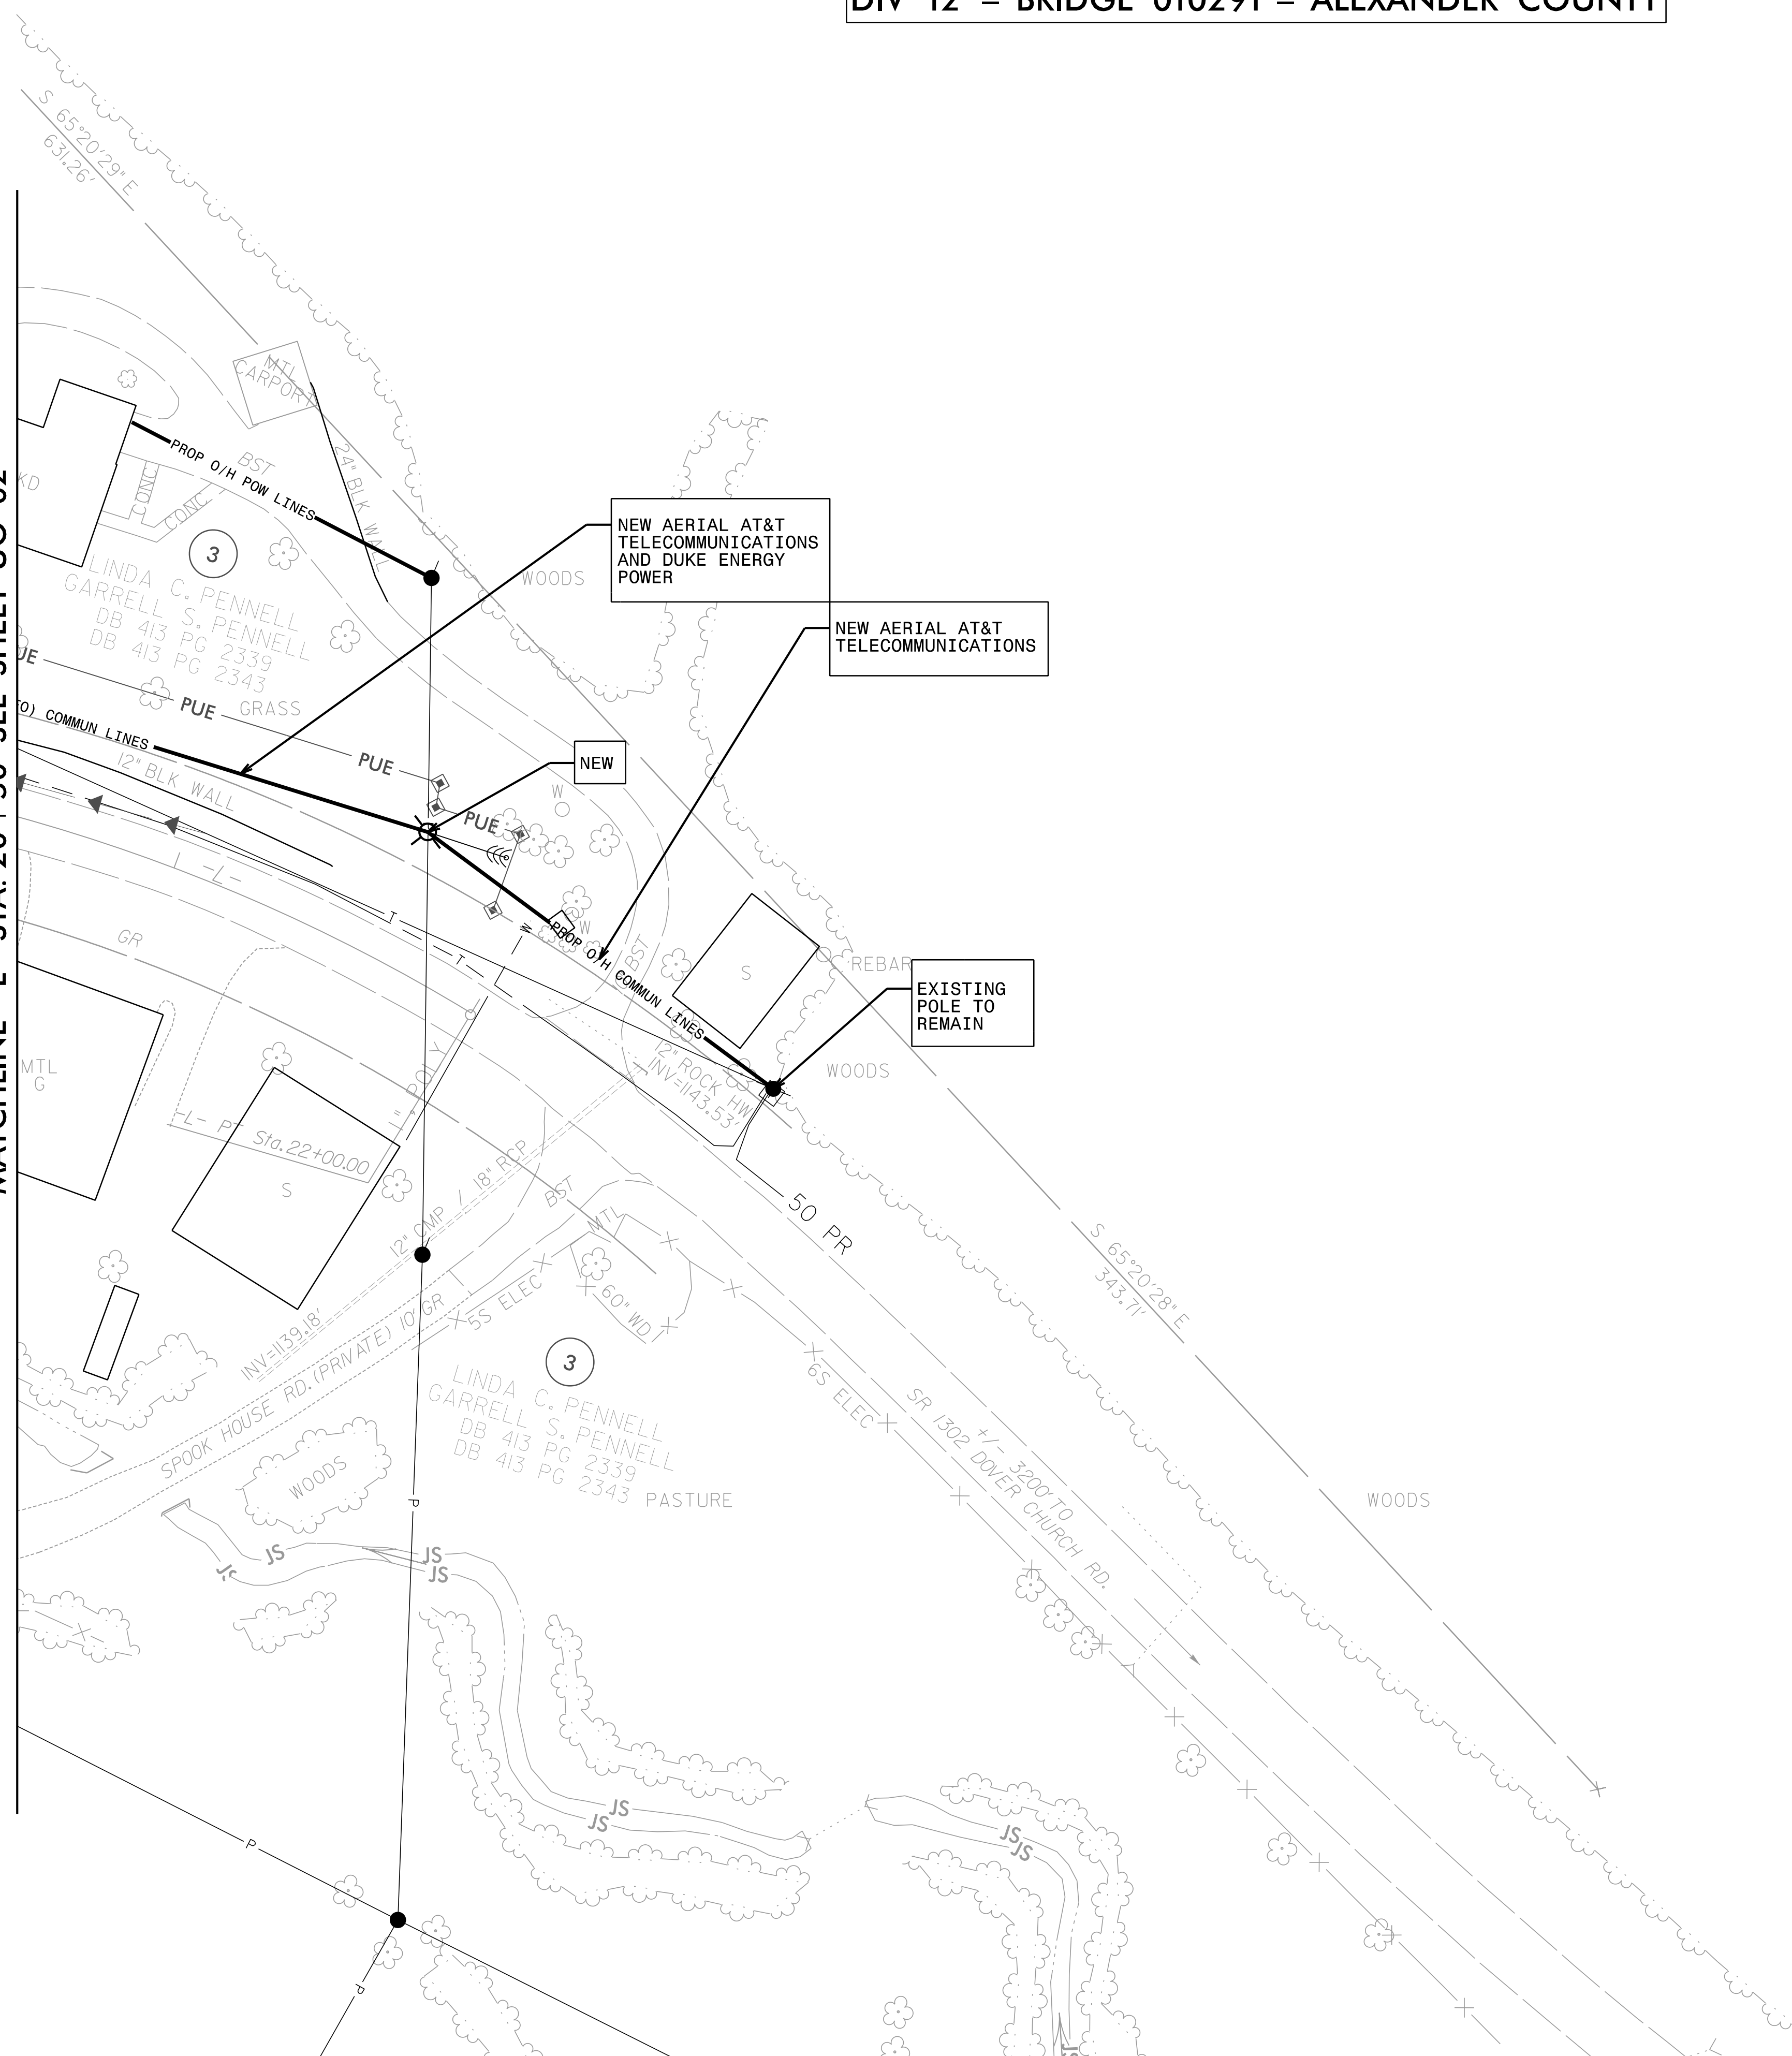 DIV 12 – BRIDGE 010291 – ALEXANDER COUNTY
S 65°20'29" E
631.26'
MTL
CARPORT
24" BLK WALL
PROP O/H POW LINES
BST
CONC
CONC
KD
3
LINDA C. PENNELL
GARRELL S. PENNELL
DB 413 PG 2339
DB 413 PG 2343
NEW AERIAL AT&T
TELECOMMUNICATIONS
AND DUKE ENERGY
POWER
WOODS
NEW AERIAL AT&T
TELECOMMUNICATIONS
UE
PUE
GRASS
COMMUN LINES
12" BLK WALL
PUE
NEW
W
PUE
-L-
T
T
GR
W
N
PROP O/H COMMUN LINES
BST
S
REBAR
EXISTING
POLE TO
REMAIN
WOODS
12" ROCK HW
INV=1143.53'
MTL
G
1" POLY
-L- PT Sta. 22+00.00
S
18" RCP
12" CMP
BST
MTL
50 PR
S 65°20'28" E
343.71'
5S ELEC
60" WD
INV=1139.18'
SPOOK HOUSE RD. (PRIVATE) 10' GR
3
LINDA C. PENNELL
GARRELL S. PENNELL
DB 413 PG 2339
DB 413 PG 2343
6S ELEC
+/- 3200' TO
SR 1302 DOVER CHURCH RD.
WOODS
P
PASTURE
WOODS
JS
JS
JS
JS
JS
JS
JS
JS
JS
P
P